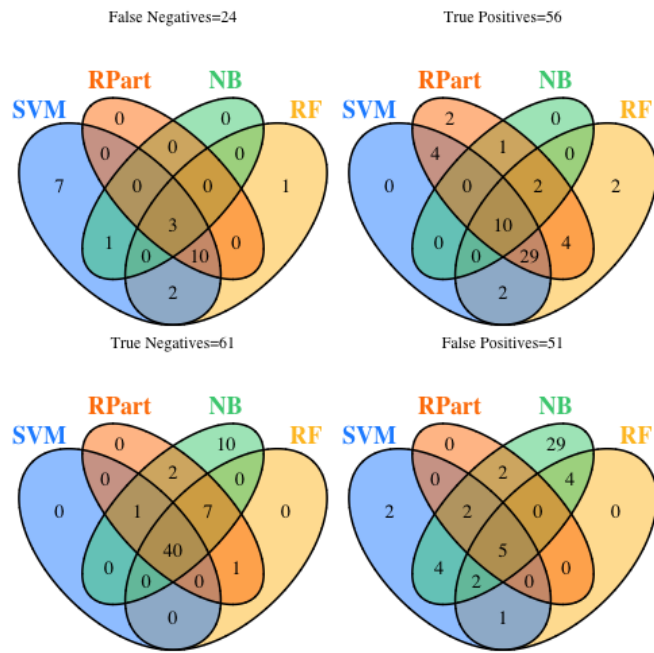 False Negatives=24
True Positives=56
RPart NB
SVM RF
0 0
0 0 0
7 0 0 1
3
1 0 10 0
2
RPart NB
SVM RF
2 0
4 1 0
0 0 2 2
10
0 0 29 4
2
True Negatives=61
False Positives=51
RPart NB
SVM RF
0 10
0 2 0
0 1 7 0
40
0 0 0 1
0
RPart NB
SVM RF
0 29
0 2 4
2 2 0 0
5
4 2 0 0
1